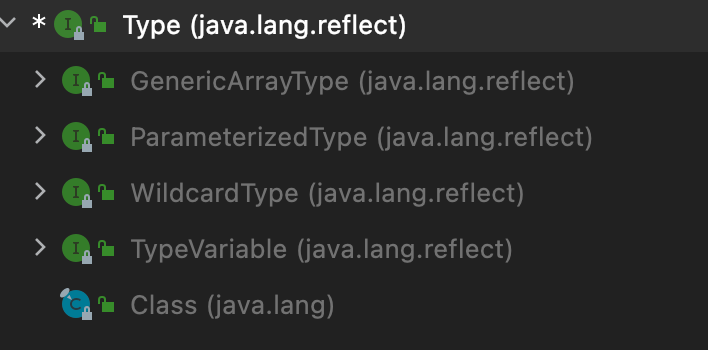 * I Type (java.lang.reflect)
I GenericArrayType (java.lang.reflect)
I ParameterizedType (java.lang.reflect)
I WildcardType (java.lang.reflect)
I TypeVariable (java.lang.reflect)
C Class (java.lang)